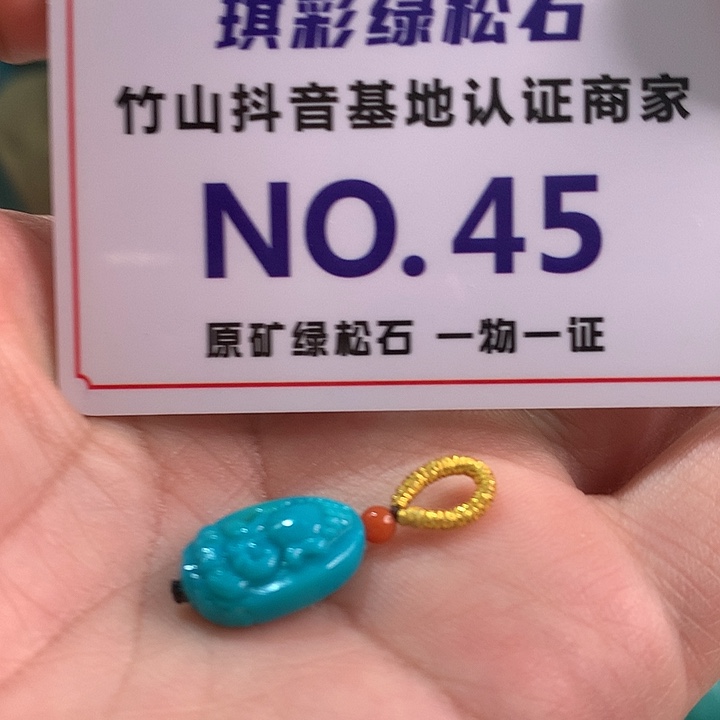 琪彩绿松石
竹山抖音基地认证商家
NO. 45
原矿绿松石 一物一证